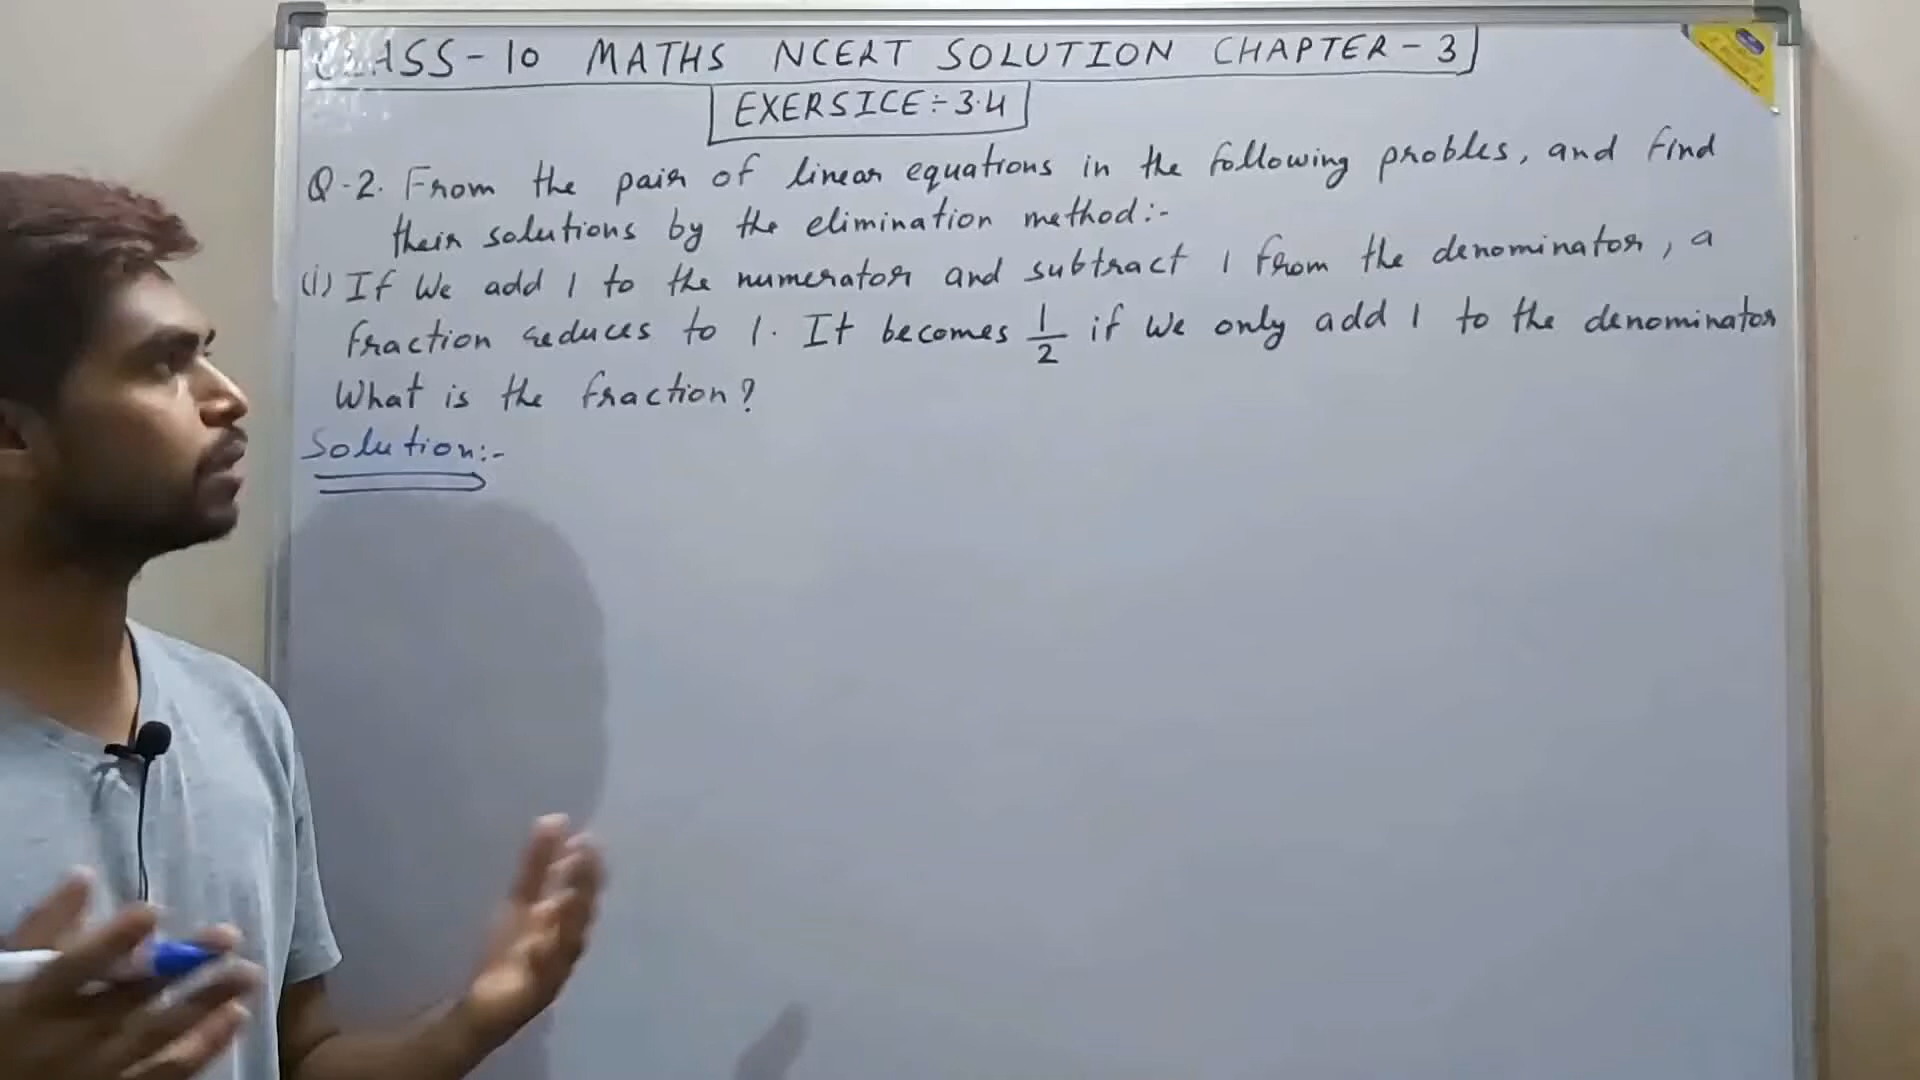 CLASS-10 MATHS NCERT SOLUTION CHAPTER-3
EXERSICE÷3.4
Q-2. From the pair of linear equations in the following probles, and find
their solutions by the elimination method:-
(i) If We add 1 to the numerator and subtract 1 from the denominator, a
fraction reduces to 1. It becomes 1/2 if We only add 1 to the denominator
What is the fraction?
Solution:-